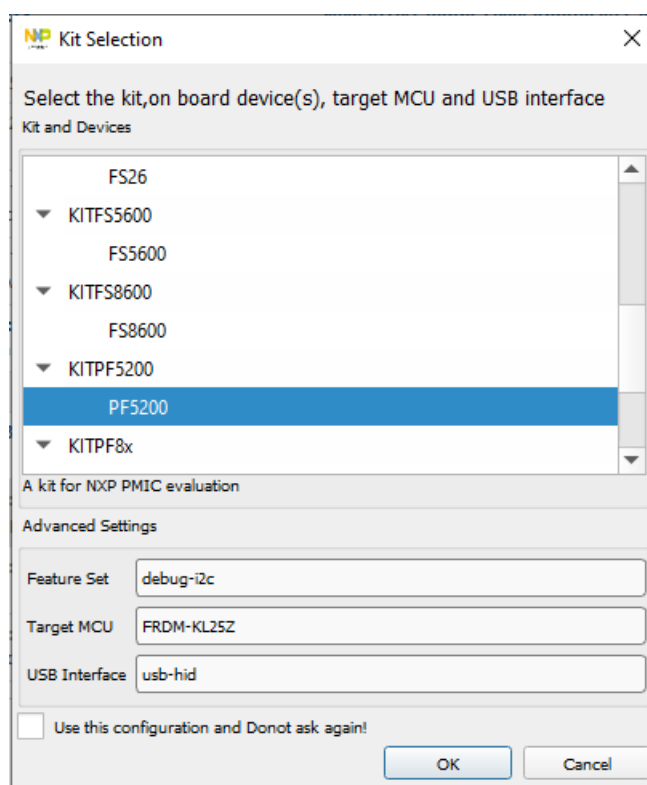 NXP Kit Selection
Select the kit,on board device(s), target MCU and USB interface
Kit and Devices
FS26
KITFS5600
FS5600
KITFS8600
FS8600
KITPF5200
PF5200
KITPF8x
A kit for NXP PMIC evaluation
Advanced Settings
Feature Set debug-i2c
Target MCU FRDM-KL25Z
USB Interface usb-hid
Use this configuration and Donot ask again!
OK Cancel